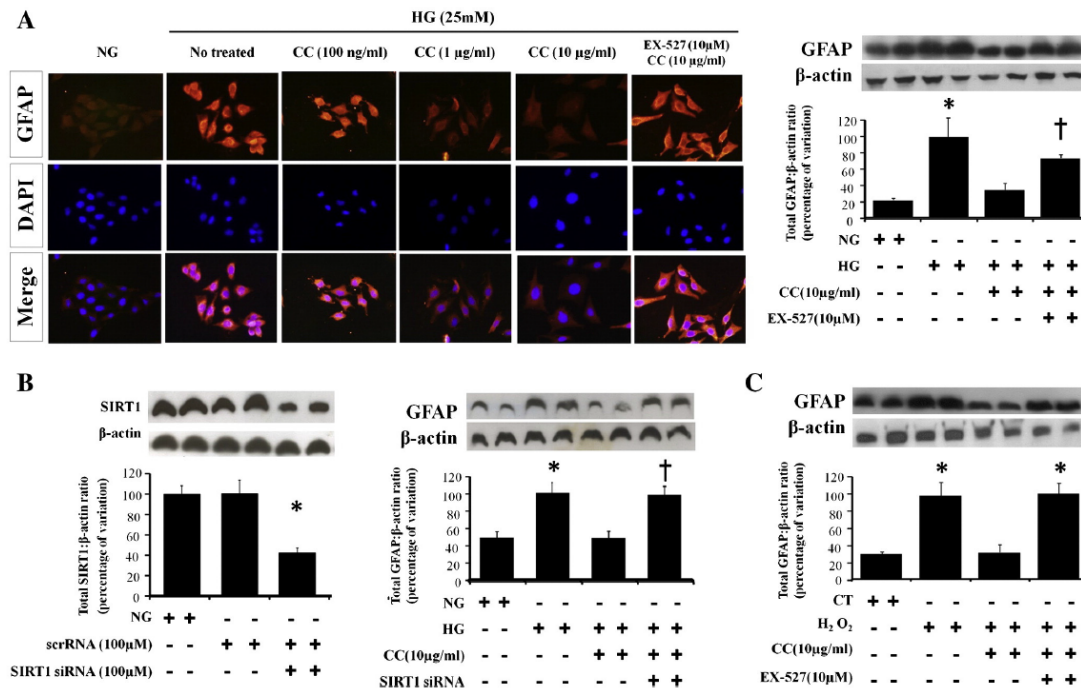 A
HG (25mM)
NG
No treated
CC (100 ng/ml)
CC (1 µg/ml)
CC (10 µg/ml)
EX-527 (10µM)
CC (10 µg/ml)
GFAP
DAPI
Merge
GFAP
β-actin
Total GFAP:β-actin ratio
(percentage of variation)
120
100
80
60
40
20
0
*
†
NG + + - - - - - -
HG - - + + + + + +
CC(10µg/ml) - - - - + + + +
EX-527(10µM) - - - - - - + +
B
SIRT1
β-actin
Total SIRT1:β-actin ratio
(percentage of variation)
120
100
80
60
40
20
0
*
NG + + - - - -
scrRNA (100µM) - - + + + +
SIRT1 siRNA (100µM) - - - - + +
GFAP
β-actin
Total GFAP:β-actin ratio
(percentage of variation)
120
100
80
60
40
20
0
*
†
NG + + - - - - - -
HG - - + + + + + +
CC(10µg/ml) - - - - + + + +
SIRT1 siRNA - - - - - - + +
C
GFAP
β-actin
Total GFAP:β-actin ratio
(percentage of variation)
120
100
80
60
40
20
0
*
*
CT + + - - - - - -
H₂ O₂ - - + + + + + +
CC(10µg/ml) - - - - + + + +
EX-527(10µM) - - - - - - + +